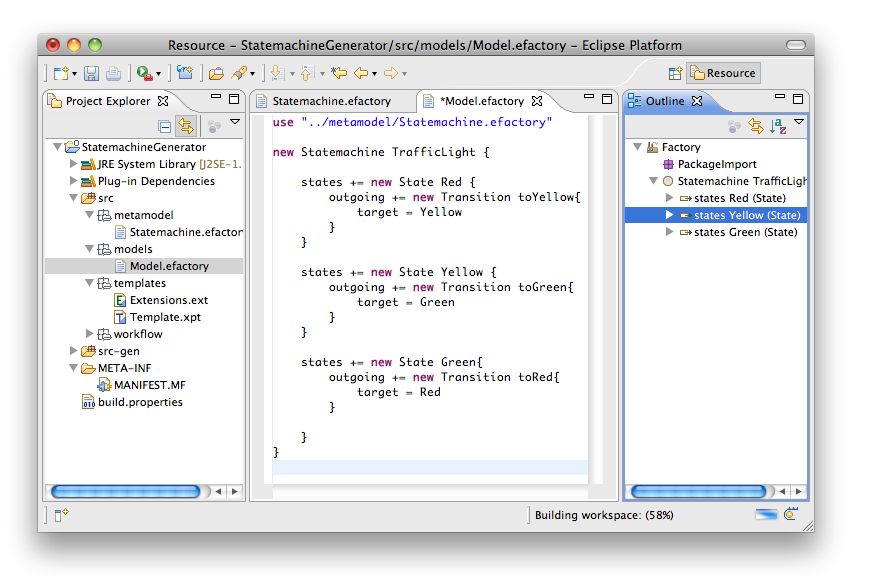 Resource – StatemachineGenerator/src/models/Model.efactory – Eclipse Platform
Resource
Project Explorer
StatemachineGenerator
JRE System Library [J2SE-1.
Plug-in Dependencies
src
metamodel
Statemachine.efactor
models
Model.efactory
templates
Extensions.ext
Template.xpt
workflow
src-gen
META-INF
MANIFEST.MF
build.properties
Statemachine.efactory
*Model.efactory
use "../metamodel/Statemachine.efactory"
new Statemachine TrafficLight {
states += new State Red {
outgoing += new Transition toYellow{
target = Yellow
}
}
states += new State Yellow {
outgoing += new Transition toGreen{
target = Green
}
}
states += new State Green{
outgoing += new Transition toRed{
target = Red
}
}
}
Outline
Factory
PackageImport
Statemachine TrafficLigh
states Red (State)
states Yellow (State)
states Green (State)
Building workspace: (58%)